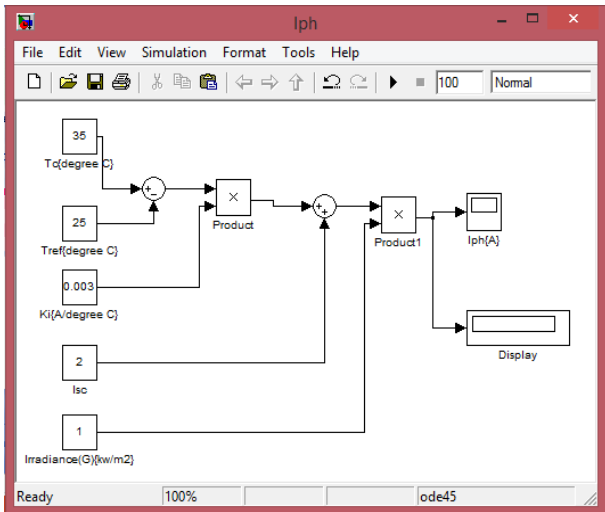 Iph
File Edit View Simulation Format Tools Help
100 Normal
35
Tc{degree C}
25
Tref{degree C}
0.003
Ki{A/degree C}
2
Isc
1
Irradiance(G){kw/m2}
Product
Product1
Iph{A}
Display
Ready 100% ode45